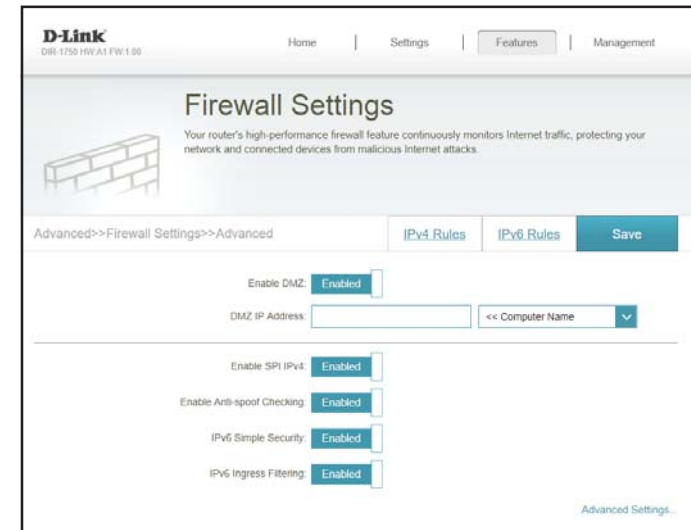 D-Link
DIR-1750 HW:A1 FW:1.00
Home | Settings | Features | Management
Firewall Settings
Your router's high-performance firewall feature continuously monitors Internet traffic, protecting your
network and connected devices from malicious Internet attacks.
Advanced>>Firewall Settings>>Advanced IPv4 Rules IPv6 Rules Save
Enable DMZ: Enabled
DMZ IP Address: << Computer Name
Enable SPI IPv4: Enabled
Enable Anti-spoof Checking: Enabled
IPv6 Simple Security: Enabled
IPv6 Ingress Filtering: Enabled
Advanced Settings...